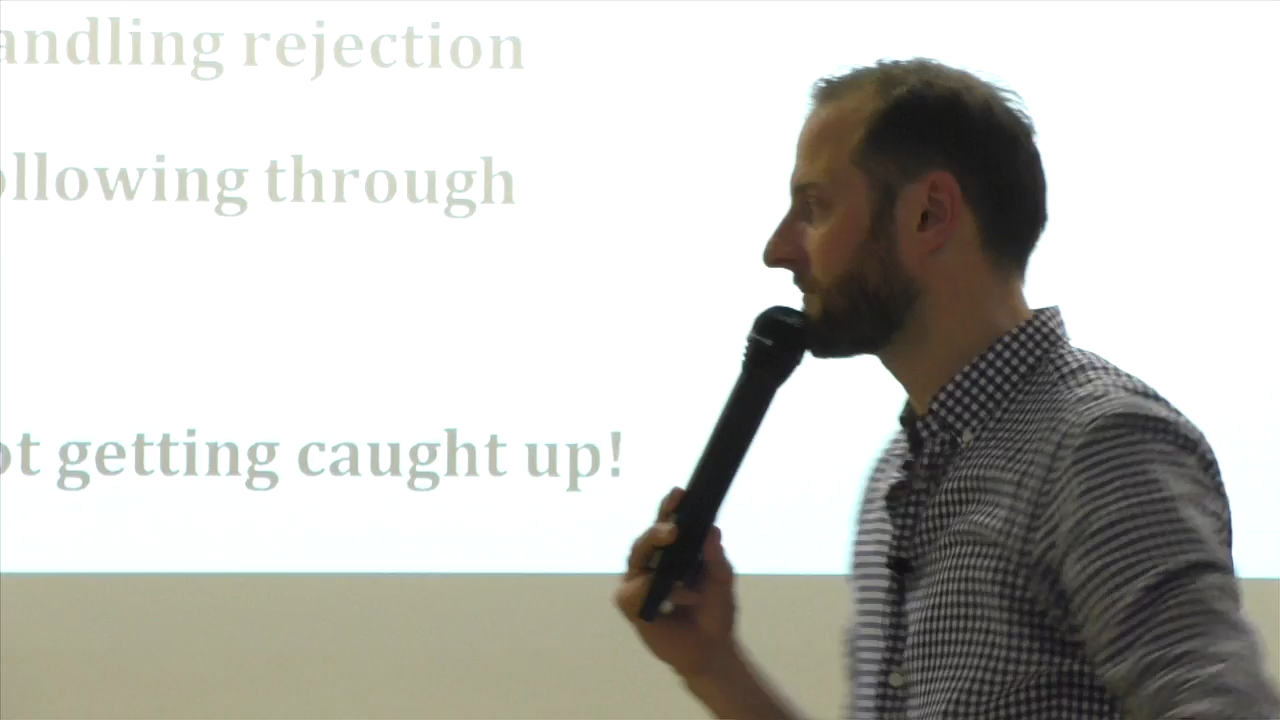 andling rejection
ollowing through
ot getting caught up!